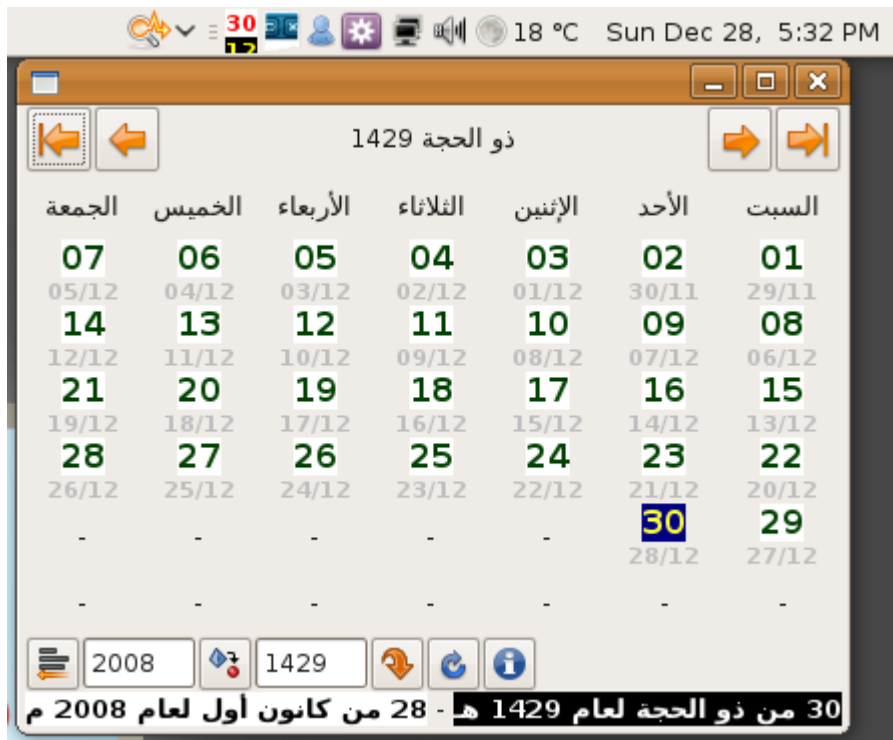 30 12 18 °C Sun Dec 28, 5:32 PM
ذو الحجة 1429
السبت الأحد الإثنين الثلاثاء الأربعاء الخميس الجمعة
01 02 03 04 05 06 07
29/11 30/11 01/12 02/12 03/12 04/12 05/12
08 09 10 11 12 13 14
06/12 07/12 08/12 09/12 10/12 11/12 12/12
15 16 17 18 19 20 21
13/12 14/12 15/12 16/12 17/12 18/12 19/12
22 23 24 25 26 27 28
20/12 21/12 22/12 23/12 24/12 25/12 26/12
29 30 - - - - -
27/12 28/12
- - - - - - -
2008 1429
30 من ذو الحجة لعام 1429 هـ - 28 من كانون أول لعام 2008 م